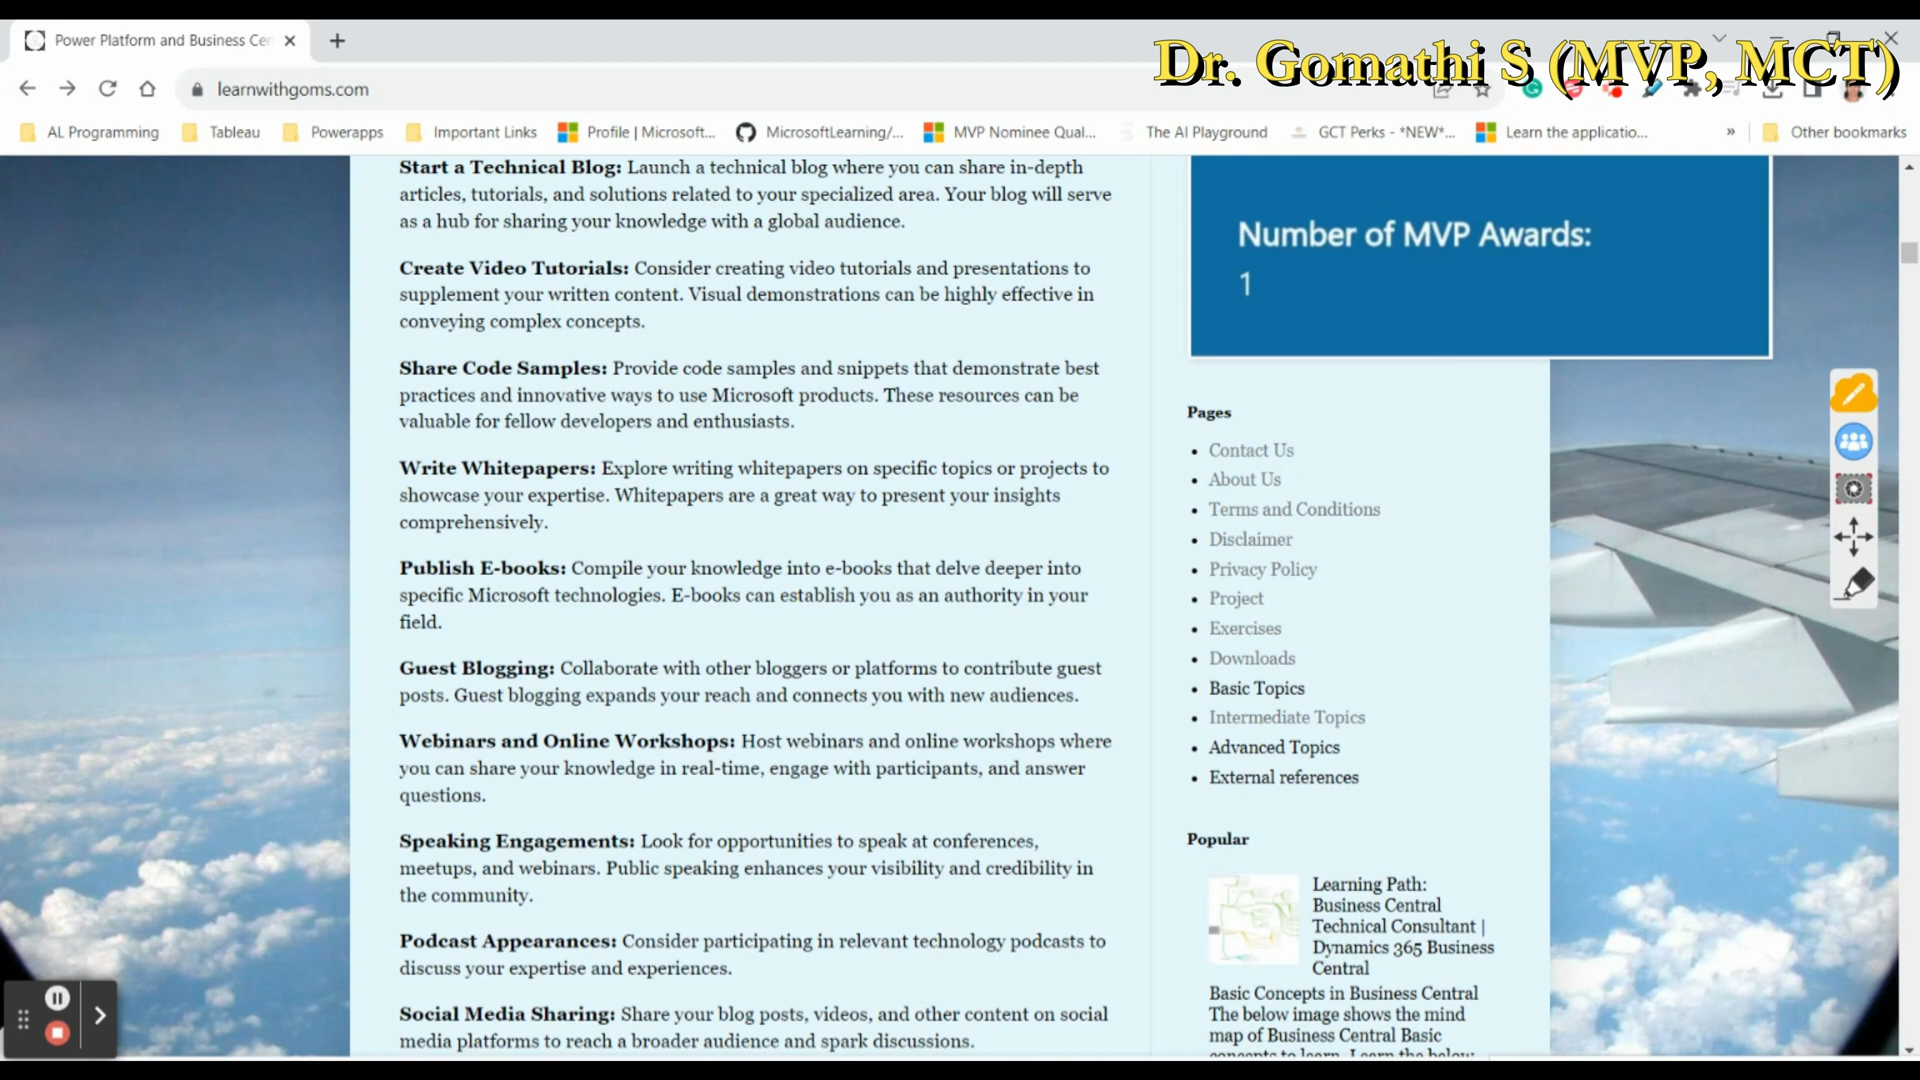 Power Platform and Business Cen
Dr. Gomathi S (MVP, MCT)
learnwithgoms.com
AL Programming
Tableau
Powerapps
Important Links
Profile | Microsoft...
MicrosoftLearning/...
MVP Nominee Qual...
The AI Playground
GCT Perks - *NEW*...
Learn the applicatio...
»
Other bookmarks
Start a Technical Blog: Launch a technical blog where you can share in-depth
articles, tutorials, and solutions related to your specialized area. Your blog will serve
as a hub for sharing your knowledge with a global audience.
Create Video Tutorials: Consider creating video tutorials and presentations to
supplement your written content. Visual demonstrations can be highly effective in
conveying complex concepts.
Share Code Samples: Provide code samples and snippets that demonstrate best
practices and innovative ways to use Microsoft products. These resources can be
valuable for fellow developers and enthusiasts.
Write Whitepapers: Explore writing whitepapers on specific topics or projects to
showcase your expertise. Whitepapers are a great way to present your insights
comprehensively.
Publish E-books: Compile your knowledge into e-books that delve deeper into
specific Microsoft technologies. E-books can establish you as an authority in your
field.
Guest Blogging: Collaborate with other bloggers or platforms to contribute guest
posts. Guest blogging expands your reach and connects you with new audiences.
Webinars and Online Workshops: Host webinars and online workshops where
you can share your knowledge in real-time, engage with participants, and answer
questions.
Speaking Engagements: Look for opportunities to speak at conferences,
meetups, and webinars. Public speaking enhances your visibility and credibility in
the community.
Podcast Appearances: Consider participating in relevant technology podcasts to
discuss your expertise and experiences.
Social Media Sharing: Share your blog posts, videos, and other content on social
media platforms to reach a broader audience and spark discussions.
Number of MVP Awards:
1
Pages
Contact Us
About Us
Terms and Conditions
Disclaimer
Privacy Policy
Project
Exercises
Downloads
Basic Topics
Intermediate Topics
Advanced Topics
External references
Popular
Learning Path:
Business Central
Technical Consultant |
Dynamics 365 Business
Central
Basic Concepts in Business Central
The below image shows the mind
map of Business Central Basic
concepts to learn. Learn the below